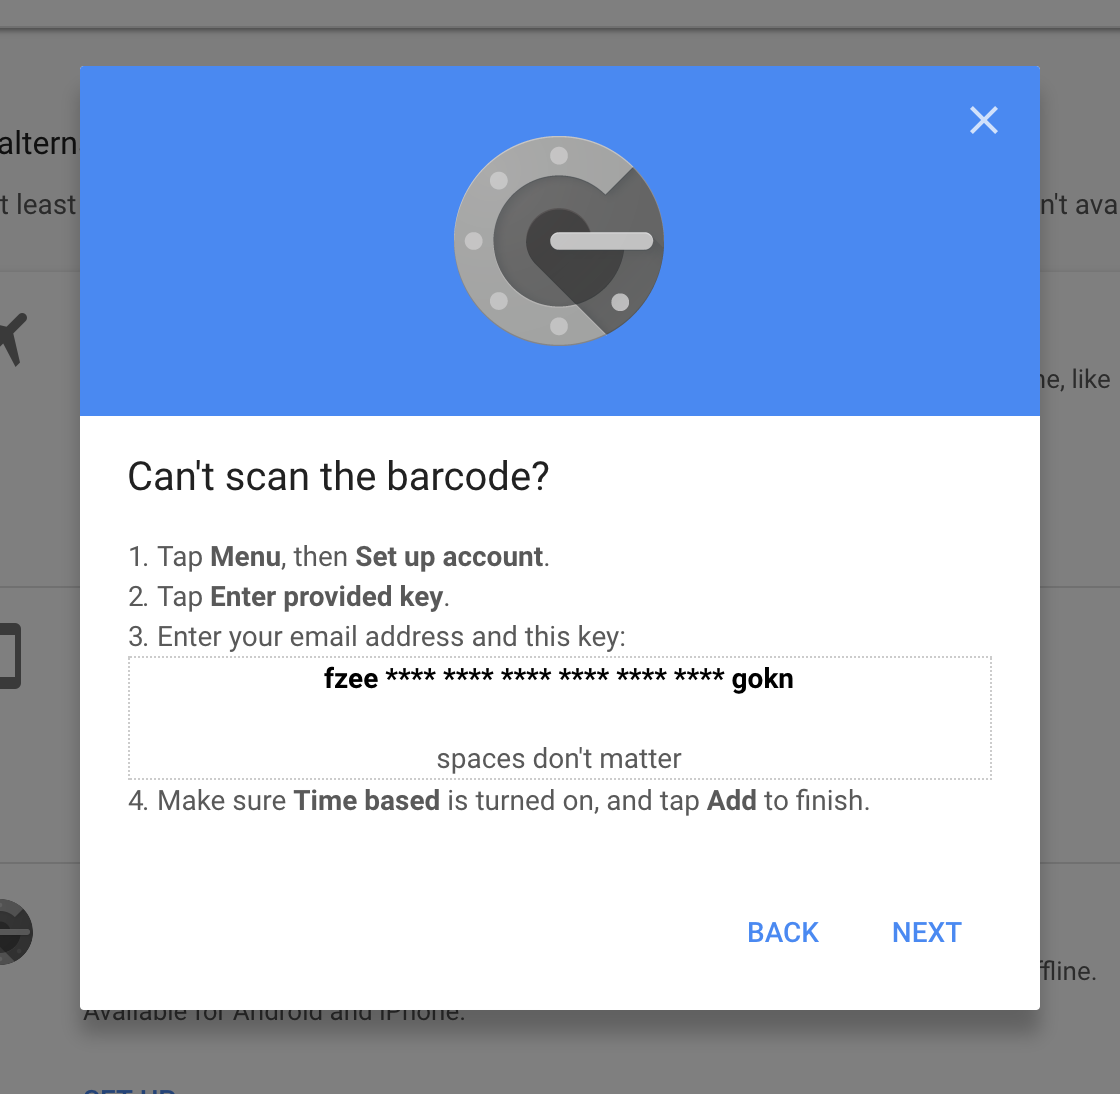 altern
t least
n't ava
ne, like
Can't scan the barcode?
1. Tap Menu, then Set up account.
2. Tap Enter provided key.
3. Enter your email address and this key:
fzee **** **** **** **** **** **** gokn
spaces don't matter
4. Make sure Time based is turned on, and tap Add to finish.
BACK NEXT
ffline.
Available for Android and iPhone.
SET UP